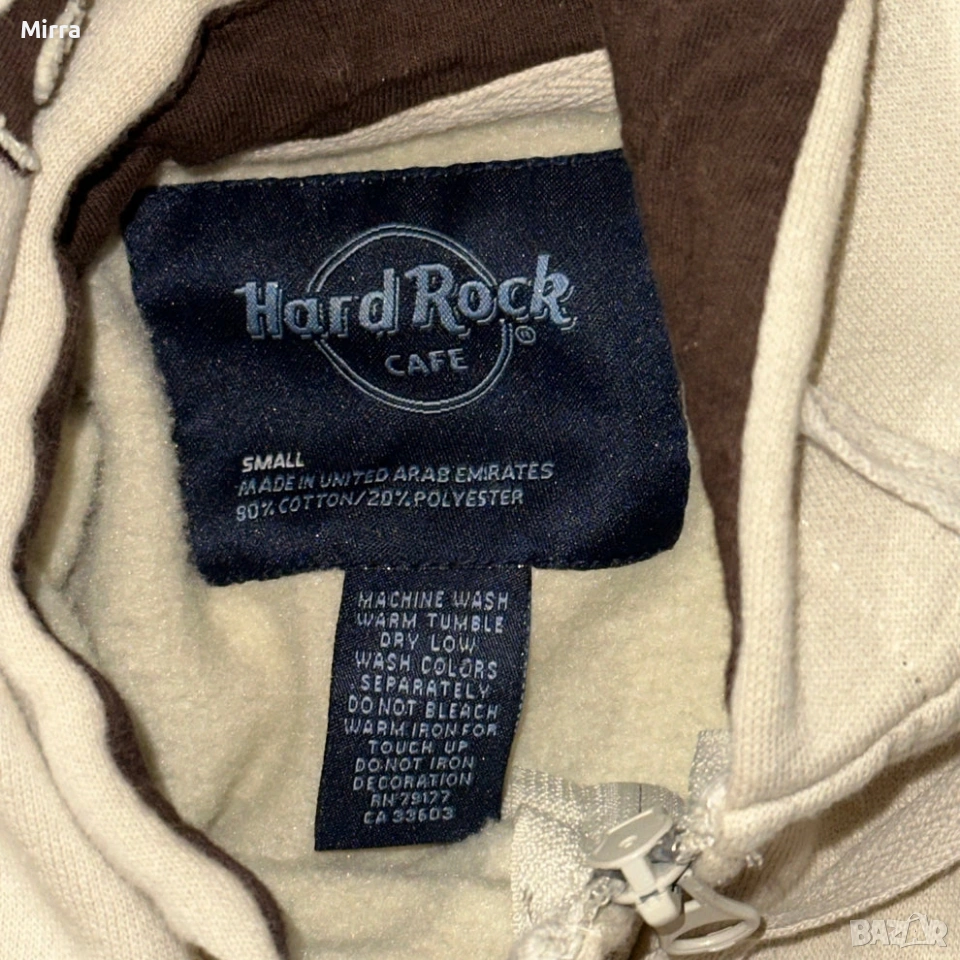 Mirra
Hard Rock
®
CAFE
SMALL
MADE IN UNITED ARAB EMIRATES
80% COTTON/20% POLYESTER
MACHINE WASH
WARM TUMBLE
DRY LOW
WASH COLORS
SEPARATELY
DO NOT BLEACH
WARM IRON FOR
TOUCH UP
DO NOT IRON
DECORATION
RN 79177
CA 33603
BAZAR